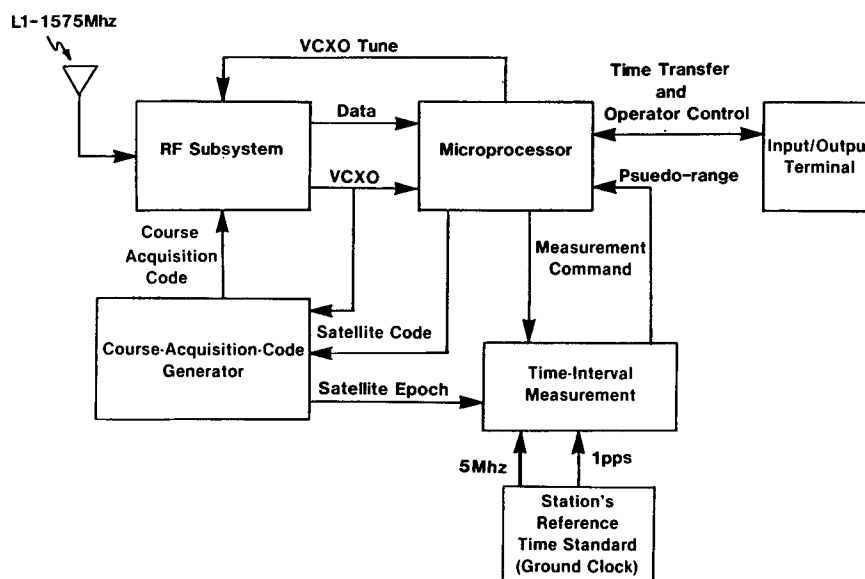 L1-1575Mhz
VCXO Tune
Time Transfer
and
Operator Control
RF Subsystem
Data
VCXO
Microprocessor
Input/Output
Terminal
Psuedo-range
Course
Acquisition
Code
Measurement
Command
Course-Acquisition-Code
Generator
Satellite Code
Satellite Epoch
Time-Interval
Measurement
5Mhz
1pps
Station's
Reference
Time Standard
(Ground Clock)